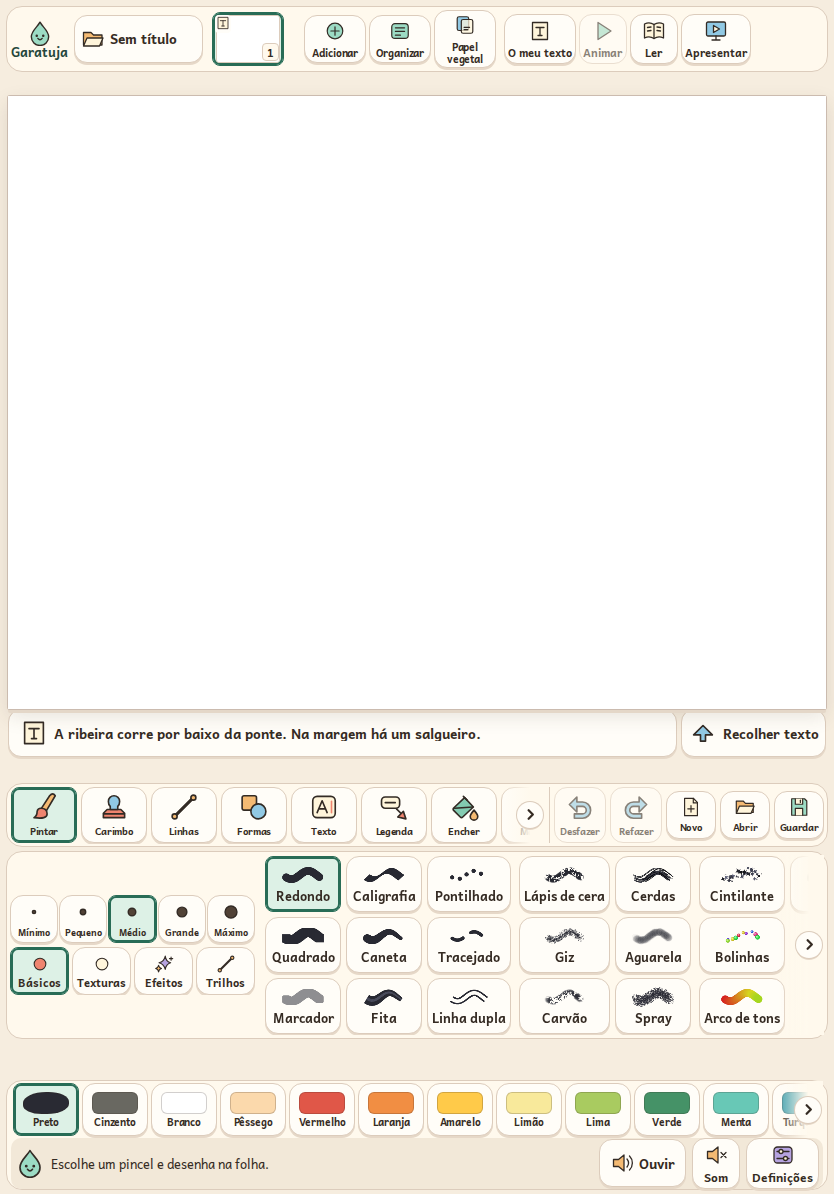 Garatuja
Sem título
T
1
Adicionar
Organizar
Papel
vegetal
T
O meu texto
Animar
Ler
Apresentar
T
A ribeira corre por baixo da ponte. Na margem há um salgueiro.
Recolher texto
Pintar
Carimbo
Linhas
Formas
A
Texto
Legenda
Encher
Desfazer
Refazer
Novo
Abrir
Guardar
Mínimo
Pequeno
Médio
Grande
Máximo
Básicos
Texturas
Efeitos
Trilhos
Redondo
Caligrafia
Pontilhado
Lápis de cera
Cerdas
Cintilante
Quadrado
Caneta
Tracejado
Giz
Aguarela
Bolinhas
Marcador
Fita
Linha dupla
Carvão
Spray
Arco de tons
Preto
Cinzento
Branco
Pêssego
Vermelho
Laranja
Amarelo
Limão
Lima
Verde
Menta
Escolhe um pincel e desenha na folha.
Ouvir
Som
Definições